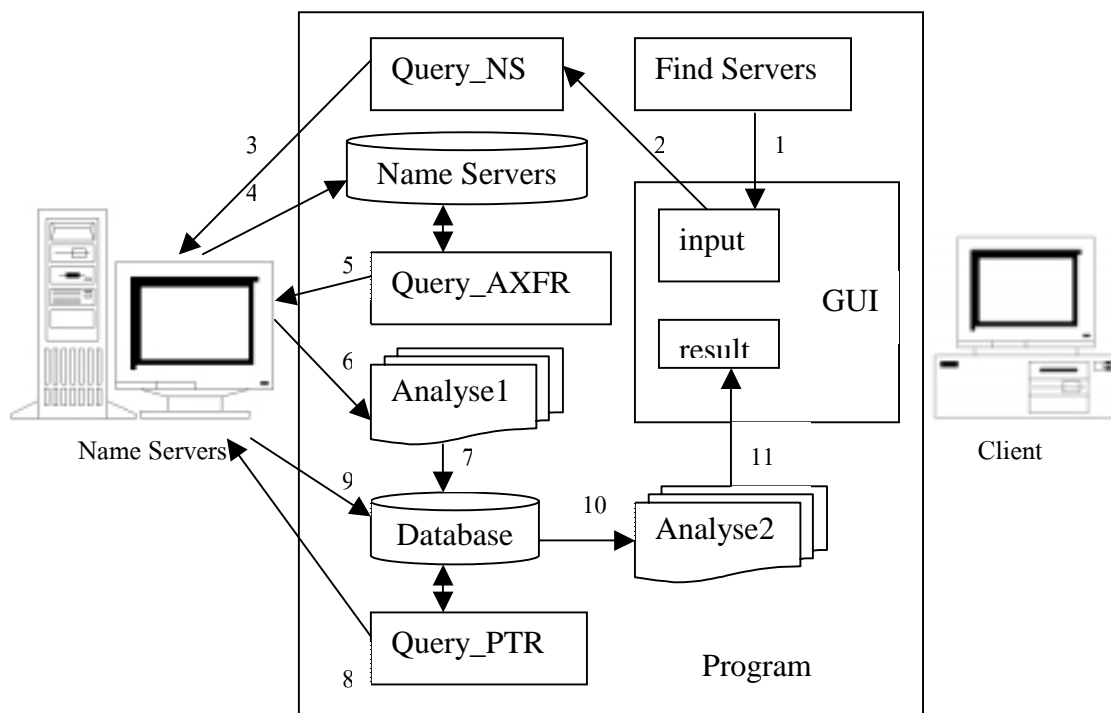 Query_NS
Find Servers
3
2
1
Name Servers
4
input
5
Query_AXFR
GUI
result
6
Analyse1
Name Servers
Client
7
11
9
10
Database
Analyse2
Query_PTR
Program
8